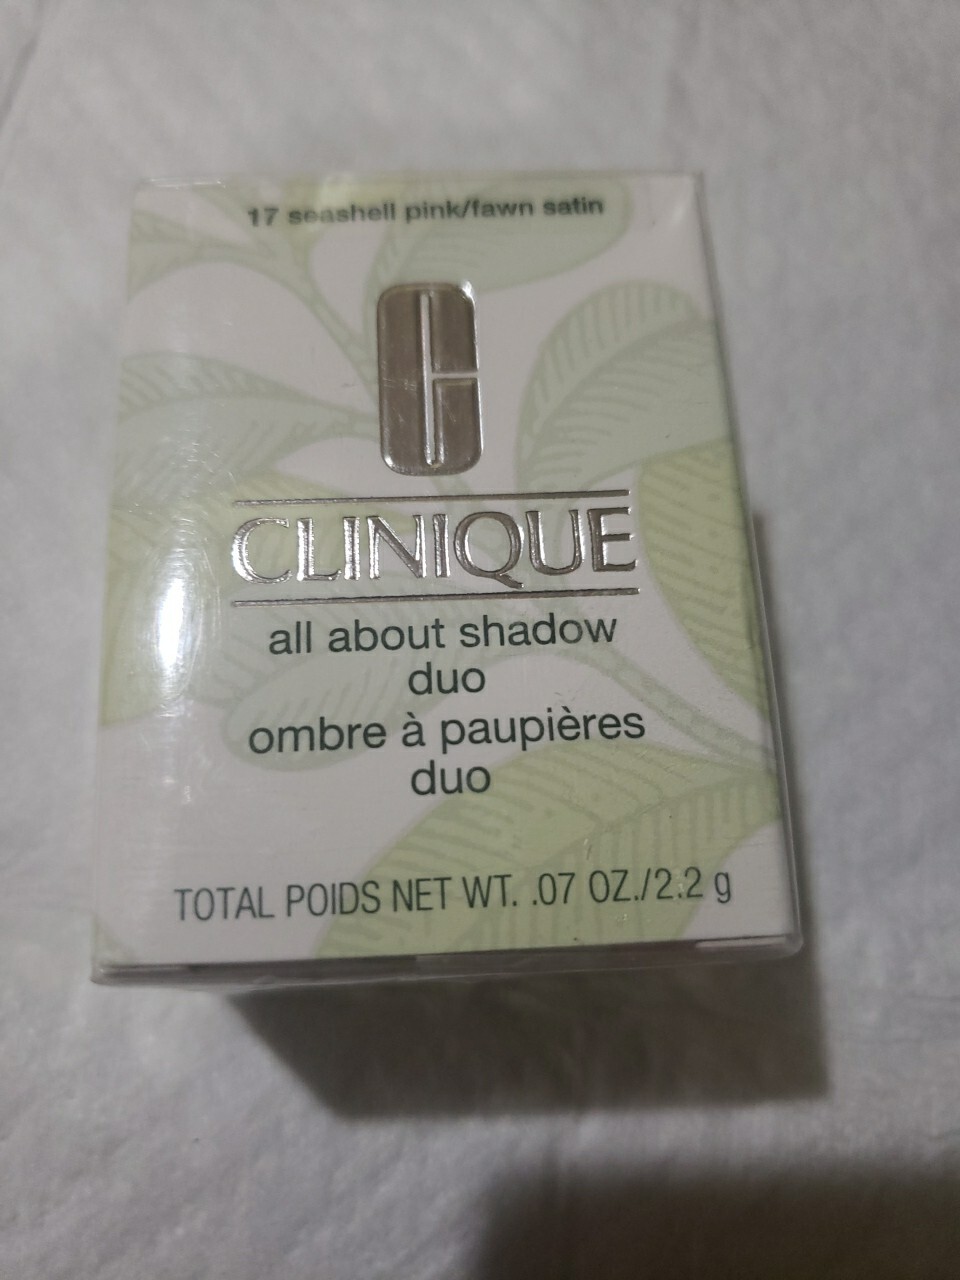 17 seashell pink/fawn satin
CLINIQUE
all about shadow
duo
ombre à paupières
duo
TOTAL POIDS NET WT. .07 OZ./2.2 g